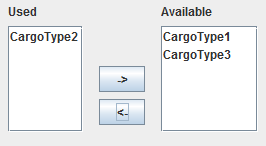 Used
Available
CargoType2
CargoType1
CargoType3
->
<-